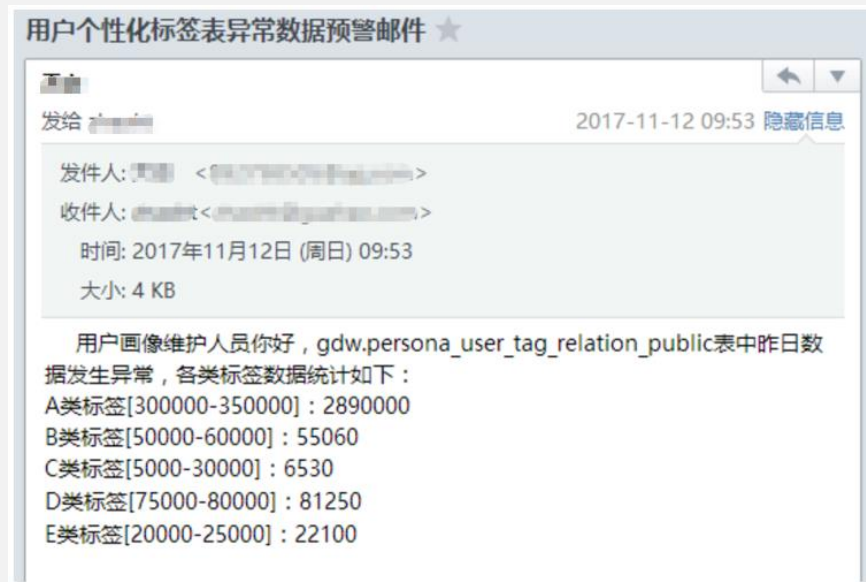 用户个性化标签表异常数据预警邮件
发给
2017-11-12 09:53 隐藏信息
发件人: < >
收件人: < >
时间: 2017年11月12日 (周日) 09:53
大小: 4 KB
用户画像维护人员你好，gdw.persona_user_tag_relation_public表中昨日数
据发生异常，各类标签数据统计如下：
A类标签[300000-350000]：2890000
B类标签[50000-60000]：55060
C类标签[5000-30000]：6530
D类标签[75000-80000]：81250
E类标签[20000-25000]：22100